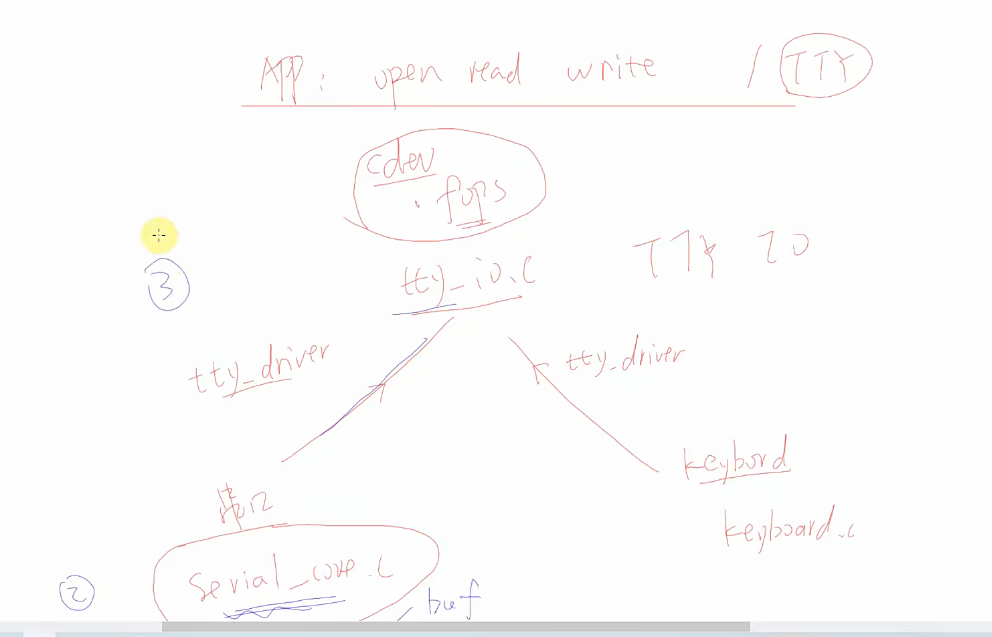 APP: open read write / TTY
cdev
.fops
tty_io.c
TTY IO
③
tty_driver
tty_driver
keybord
keyboard.c
串口
serial_core.c
②
buf